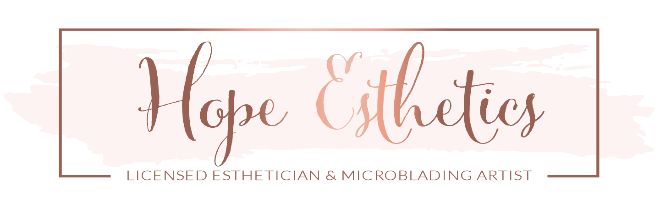 Hope Esthetics
LICENSED ESTHETICIAN & MICROBLADING ARTIST